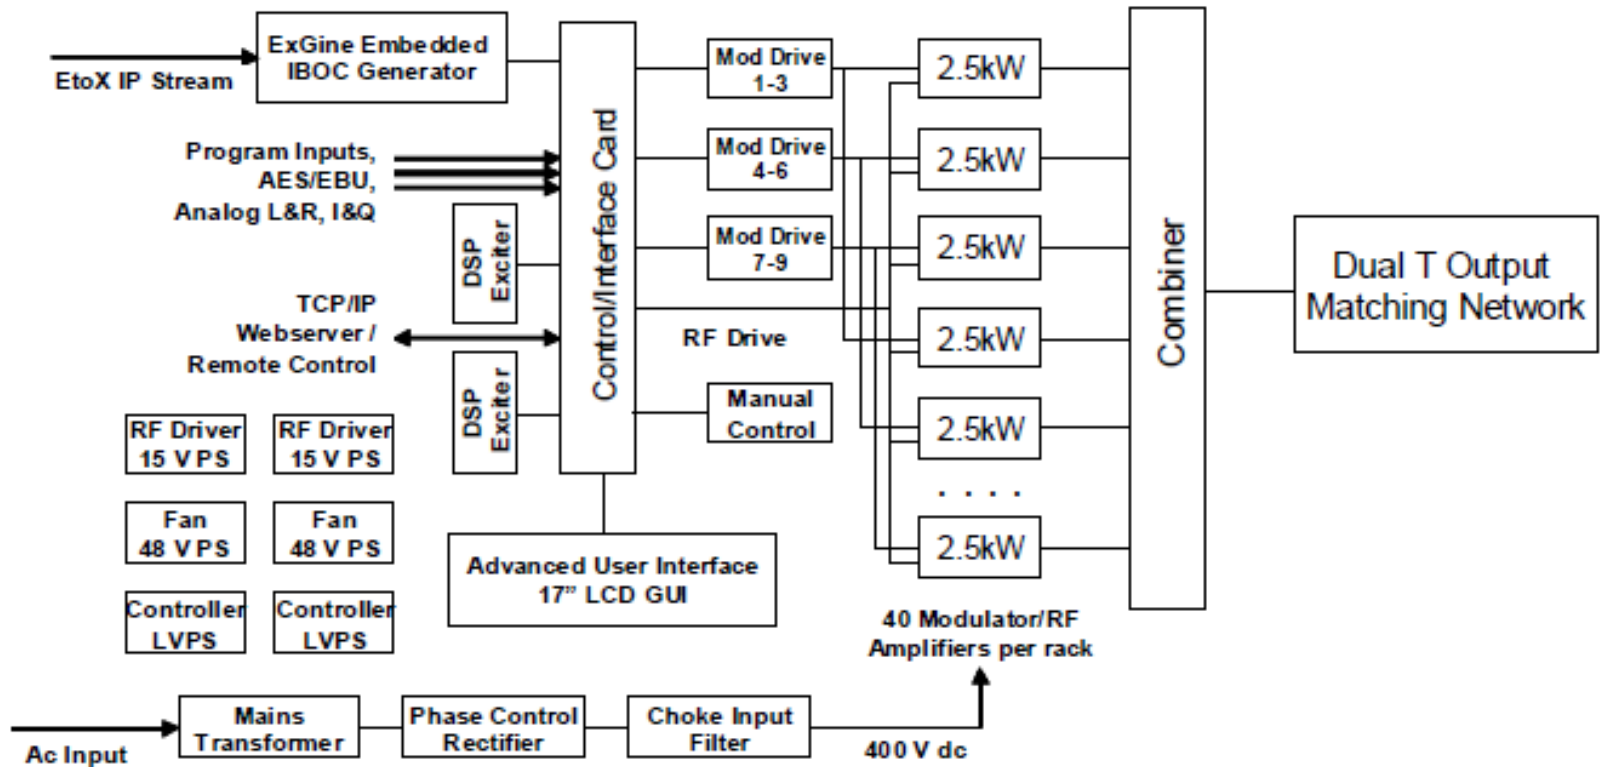 ExGine Embedded
IBOC Generator
EtoX IP Stream
Program Inputs,
AES/EBU,
Analog L&R, I&Q
DSP
Exciter
TCP/IP
Webserver /
Remote Control
DSP
Exciter
Control/Interface Card
Mod Drive
1-3
Mod Drive
4-6
Mod Drive
7-9
RF Drive
Manual
Control
2.5kW
2.5kW
2.5kW
2.5kW
2.5kW
. . . .
2.5kW
Combiner
Dual T Output
Matching Network
RF Driver
15 V PS
RF Driver
15 V PS
Fan
48 V PS
Fan
48 V PS
Controller
LVPS
Controller
LVPS
Advanced User Interface
17” LCD GUI
40 Modulator/RF
Amplifiers per rack
Ac Input
Mains
Transformer
Phase Control
Rectifier
Choke Input
Filter
400 V dc